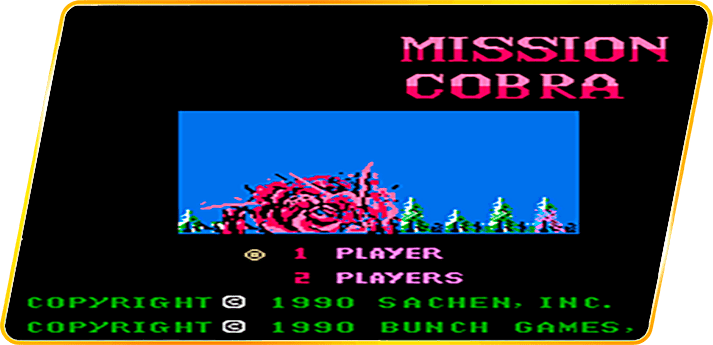 MISSION
COBRA
1 PLAYER
2 PLAYERS
COPYRIGHT © 1990 SACHEN, INC.
COPYRIGHT © 1990 BUNCH GAMES,